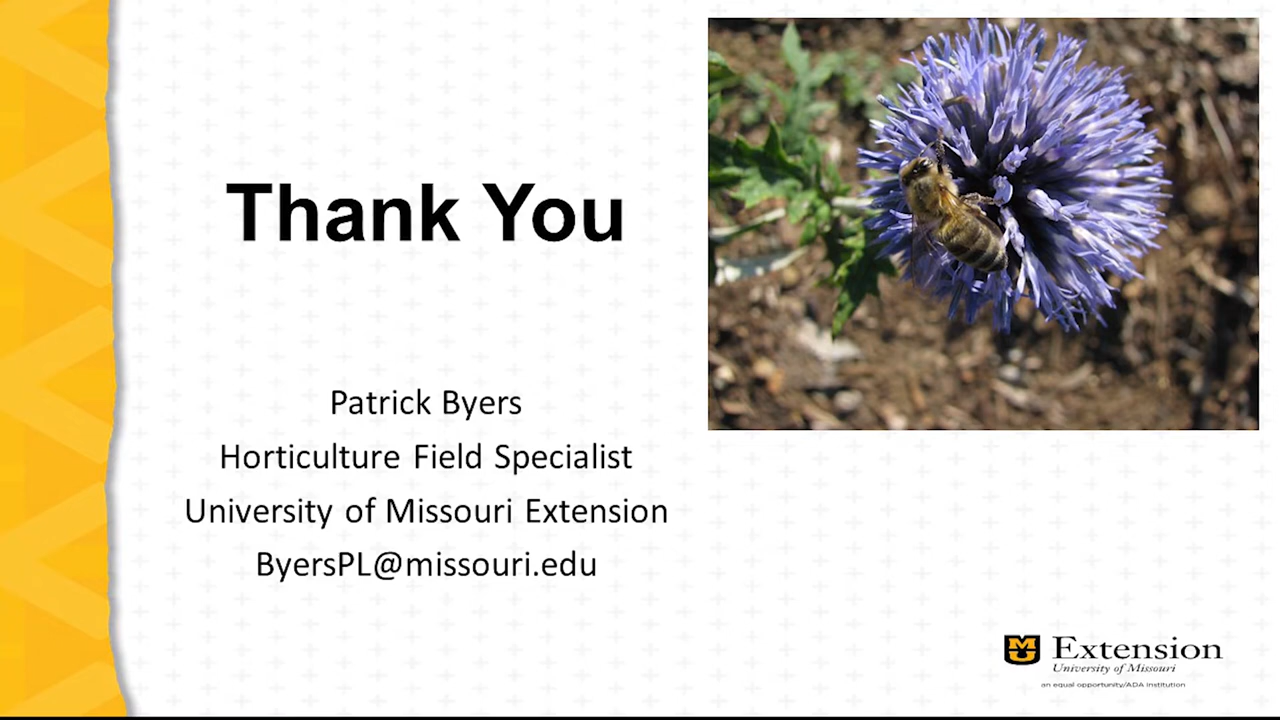 Thank You
Patrick Byers
Horticulture Field Specialist
University of Missouri Extension
ByersPL@missouri.edu
Extension
University of Missouri
an equal opportunity/ADA institution